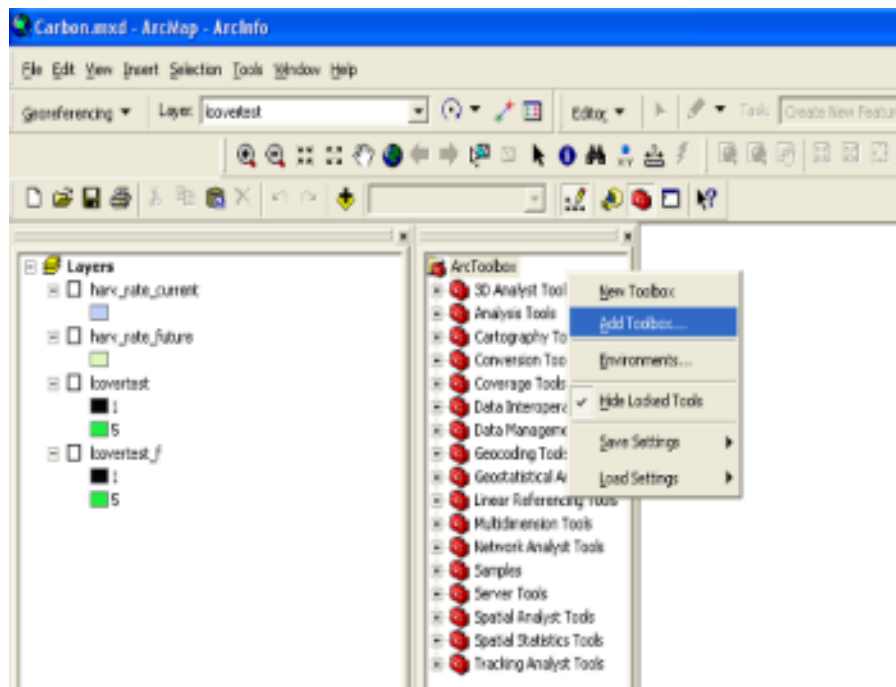 Carbon.mxd - ArcMap - ArcInfo
File Edit View Insert Selection Tools Window Help
Georeferencing Layer: lcovertest Editor Task: Create New Featur
Layers
harv_rate_current
harv_rate_future
lcovertest
1
5
lcovertest_f
1
5
ArcToolbox
3D Analyst Tool
Analysis Tools
Cartography To
Conversion Too
Coverage Tools
Data Interoper
Data Manageme
Geocoding Tools
Geostatistical A
Linear Referencing Tools
Multidimension Tools
Network Analyst Tools
Samples
Server Tools
Spatial Analyst Tools
Spatial Statistics Tools
Tracking Analyst Tools
New Toolbox
Add Toolbox...
Environments...
Hide Locked Tools
Save Settings
Load Settings